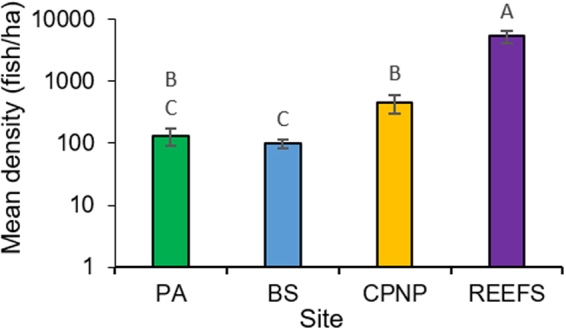 Mean density (fish/ha)
10000
1000
100
10
1
B
C
C
B
A
PA
BS
CPNP
REEFS
Site